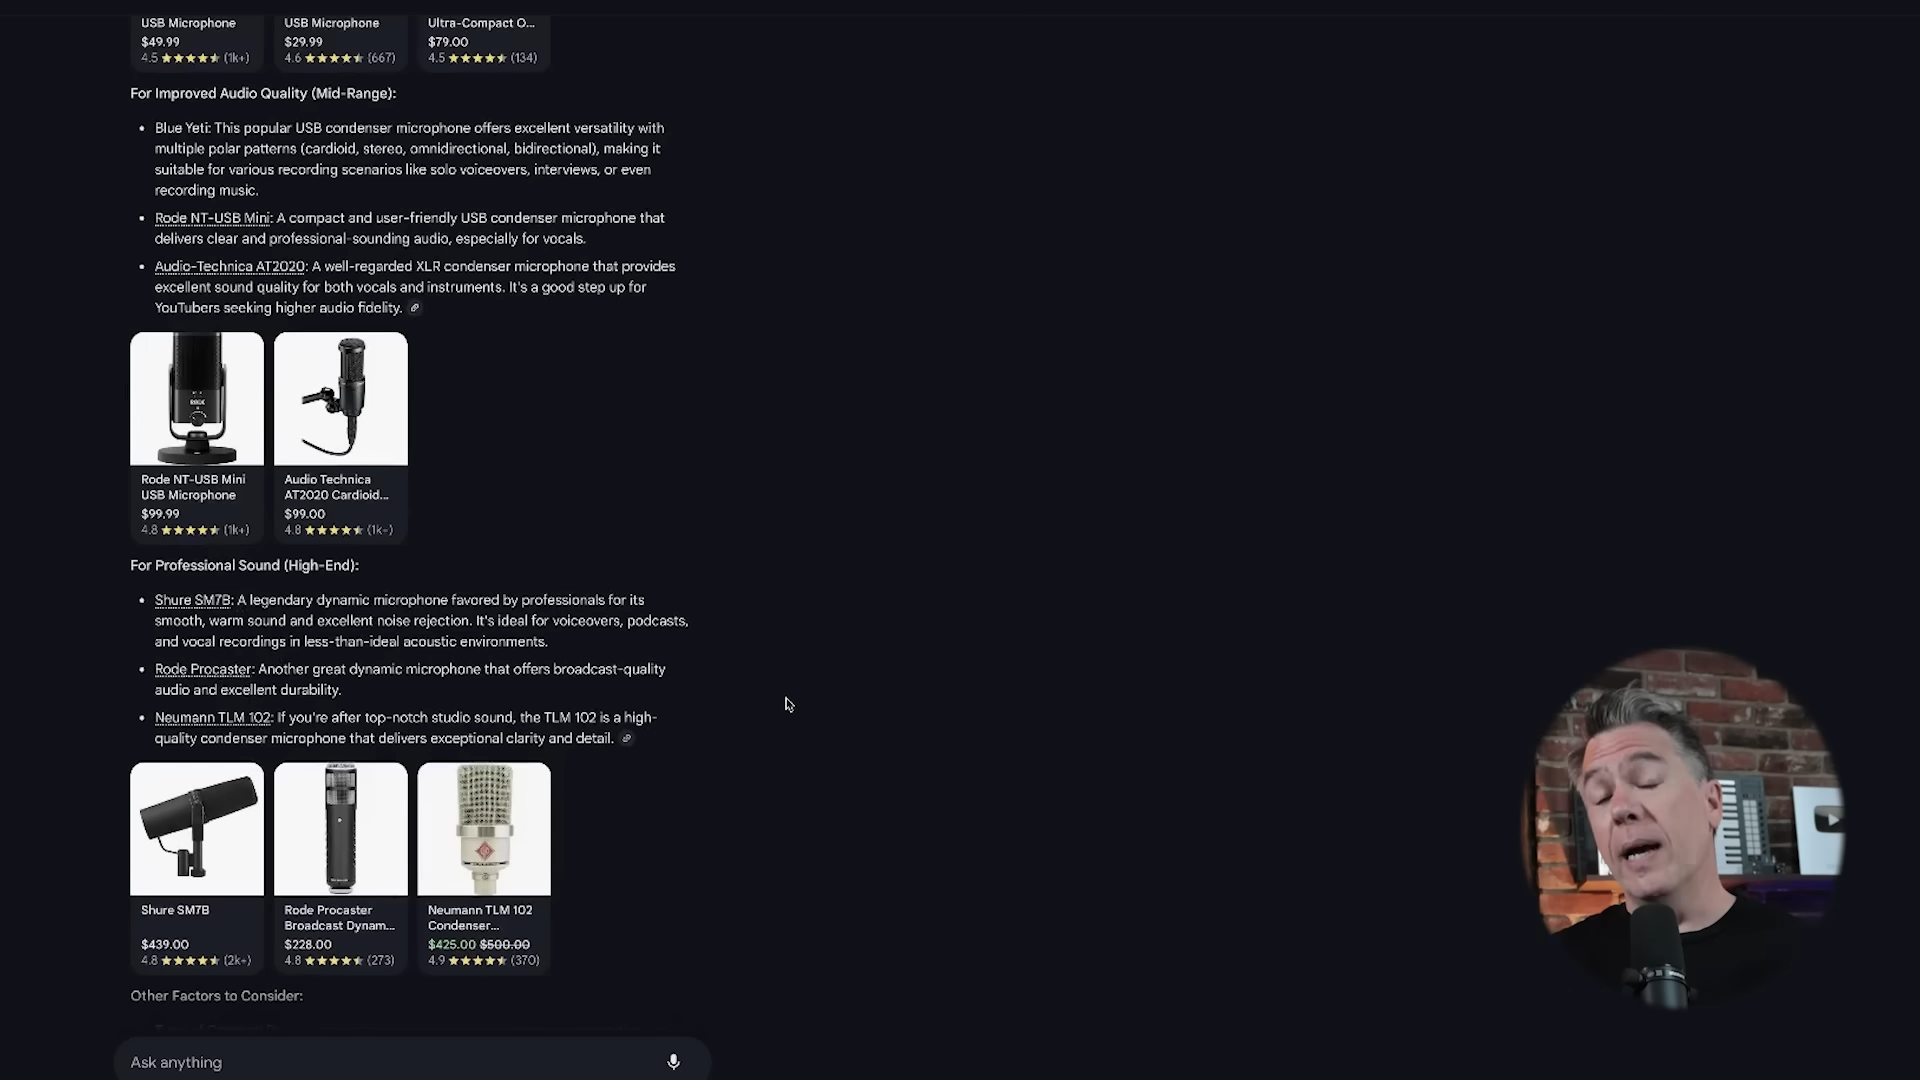 USB Microphone
$49.99
4.5 ★★★★⯪ (1k+)
USB Microphone
$29.99
4.6 ★★★★⯪ (667)
Ultra-Compact O...
$79.00
4.5 ★★★★⯪ (134)
For Improved Audio Quality (Mid-Range):
• Blue Yeti: This popular USB condenser microphone offers excellent versatility with
multiple polar patterns (cardioid, stereo, omnidirectional, bidirectional), making it
suitable for various recording scenarios like solo voiceovers, interviews, or even
recording music.
• Rode NT-USB Mini: A compact and user-friendly USB condenser microphone that
delivers clear and professional-sounding audio, especially for vocals.
• Audio-Technica AT2020: A well-regarded XLR condenser microphone that provides
excellent sound quality for both vocals and instruments. It's a good step up for
YouTubers seeking higher audio fidelity.
RODE
Rode NT-USB Mini
USB Microphone
$99.99
4.8 ★★★★⯪ (1k+)
Audio Technica
AT2020 Cardioid...
$99.00
4.8 ★★★★⯪ (1k+)
For Professional Sound (High-End):
• Shure SM7B: A legendary dynamic microphone favored by professionals for its
smooth, warm sound and excellent noise rejection. It's ideal for voiceovers, podcasts,
and vocal recordings in less-than-ideal acoustic environments.
• Rode Procaster: Another great dynamic microphone that offers broadcast-quality
audio and excellent durability.
• Neumann TLM 102: If you're after top-notch studio sound, the TLM 102 is a high-
quality condenser microphone that delivers exceptional clarity and detail.
Shure SM7B
$439.00
4.8 ★★★★⯪ (2k+)
Rode Procaster
Broadcast Dynam...
$228.00
4.8 ★★★★⯪ (273)
Neumann TLM 102
Condenser...
$425.00 $500.00
4.9 ★★★★⯪ (370)
Other Factors to Consider:
Ask anything